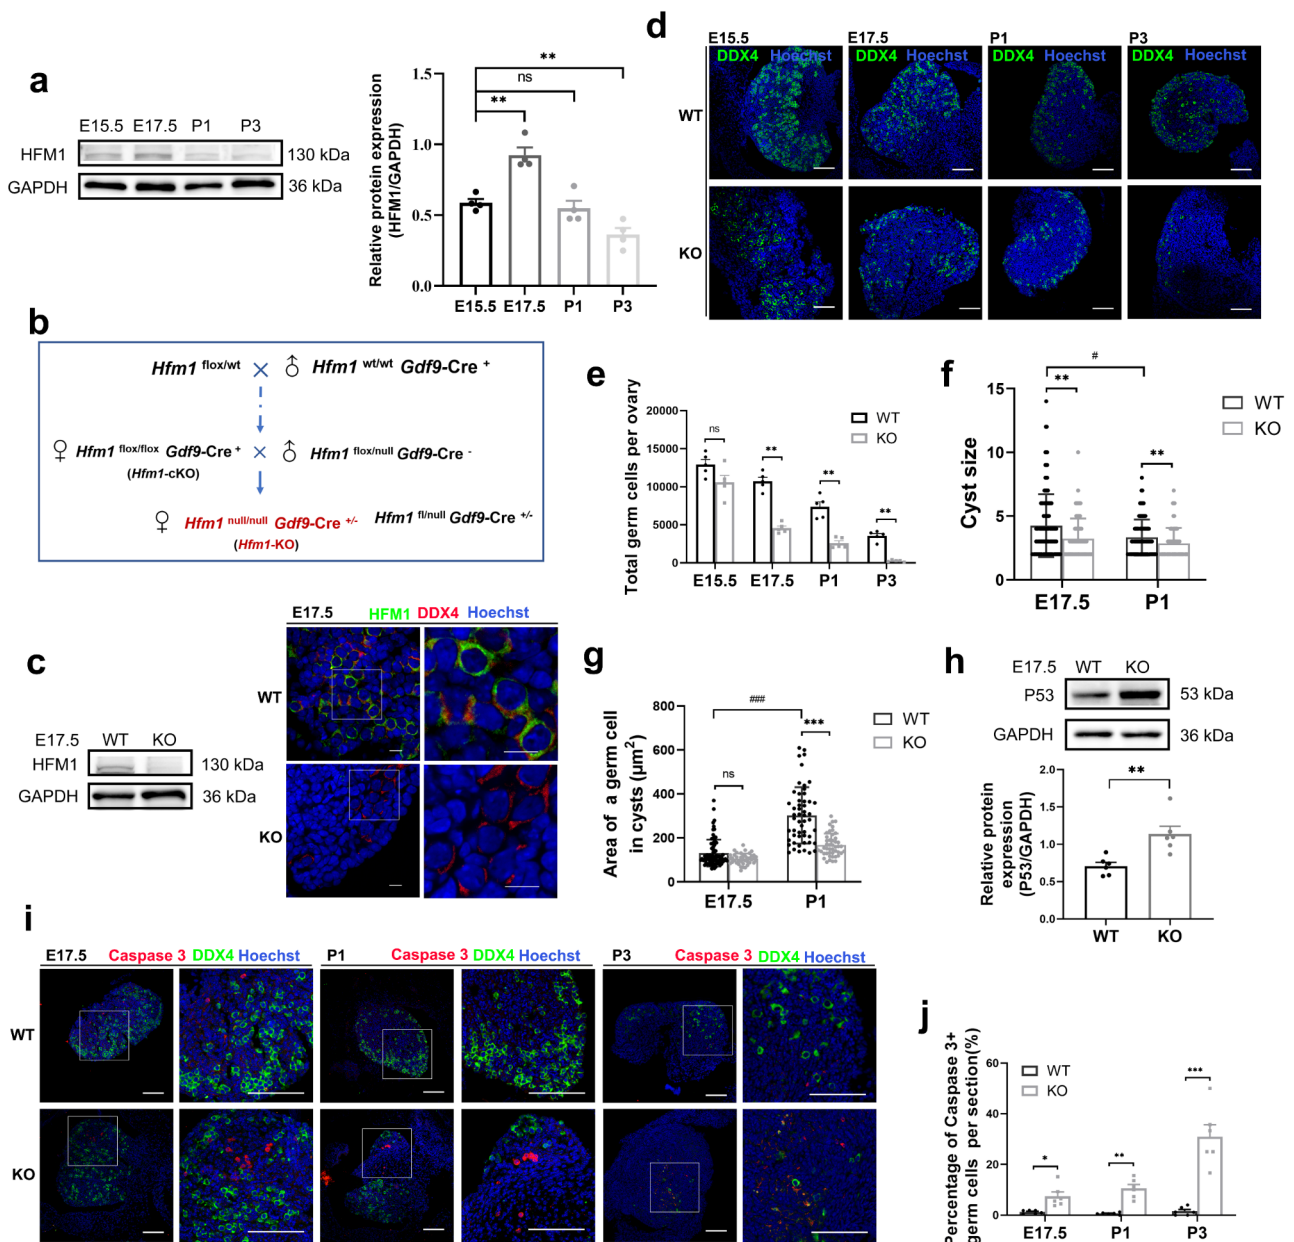 a
E15.5 E17.5 P1 P3
HFM1 130 kDa
GAPDH 36 kDa
Relative protein expression
(HFM1/GAPDH)
1.5
1.0
0.5
0.0
**
ns
**
E15.5 E17.5 P1 P3
b
Hfm1 flox/wt × ♂ Hfm1 wt/wt Gdf9-Cre +
♀ Hfm1 flox/flox Gdf9-Cre + × ♂ Hfm1 flox/null Gdf9-Cre -
(Hfm1-cKO)
♀ Hfm1 null/null Gdf9-Cre +/- Hfm1 fl/null Gdf9-Cre +/-
(Hfm1-KO)
c
E17.5 WT KO
HFM1 130 kDa
GAPDH 36 kDa
E17.5 HFM1 DDX4 Hoechst
WT
KO
d
E15.5 E17.5 P1 P3
DDX4 Hoechst DDX4 Hoechst DDX4 Hoechst DDX4 Hoechst
WT
KO
e
Total germ cells per ovary
20000
15000
10000
5000
0
WT
KO
ns
**
**
**
E15.5 E17.5 P1 P3
f
Cyst size
15
10
5
0
#
**
**
WT
KO
E17.5 P1
g
Area of a germ cell
in cysts (μm²)
800
600
400
200
0
###
ns
***
WT
KO
E17.5 P1
h
E17.5 WT KO
P53 53 kDa
GAPDH 36 kDa
Relative protein
expression
(P53/GAPDH)
2.0
1.5
1.0
0.5
0.0
**
WT KO
i
E17.5 Caspase 3 DDX4 Hoechst
P1 Caspase 3 DDX4 Hoechst
P3 Caspase 3 DDX4 Hoechst
WT
KO
j
Percentage of Caspase 3+
germ cells per section(%)
60
40
20
0
WT
KO
*
**
***
E17.5 P1 P3